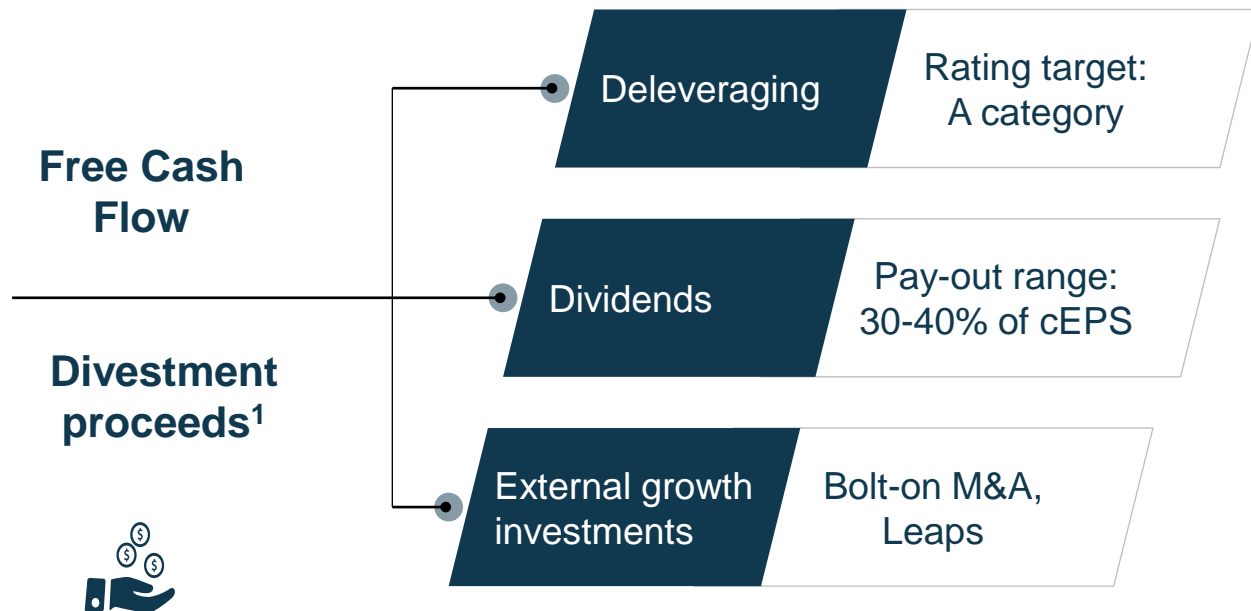 Free Cash
Flow
Divestment
proceeds¹
Deleveraging
Rating target:
A category
Dividends
Pay-out range:
30-40% of cEPS
External growth
investments
Bolt-on M&A,
Leaps
$
$
$